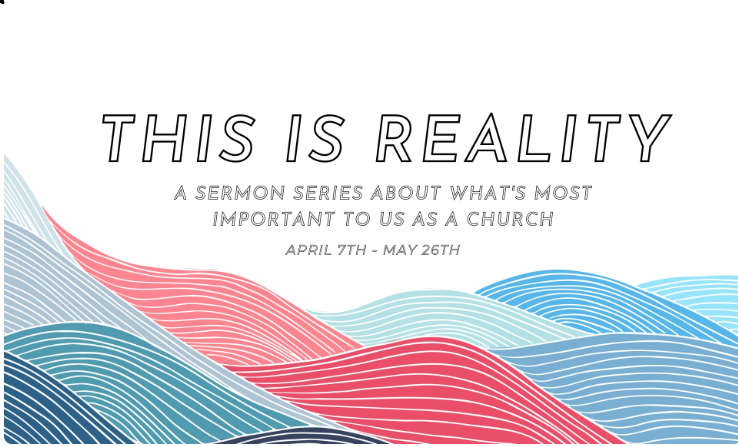 THIS IS REALITY
A SERMON SERIES ABOUT WHAT'S MOST
IMPORTANT TO US AS A CHURCH
APRIL 7TH - MAY 26TH